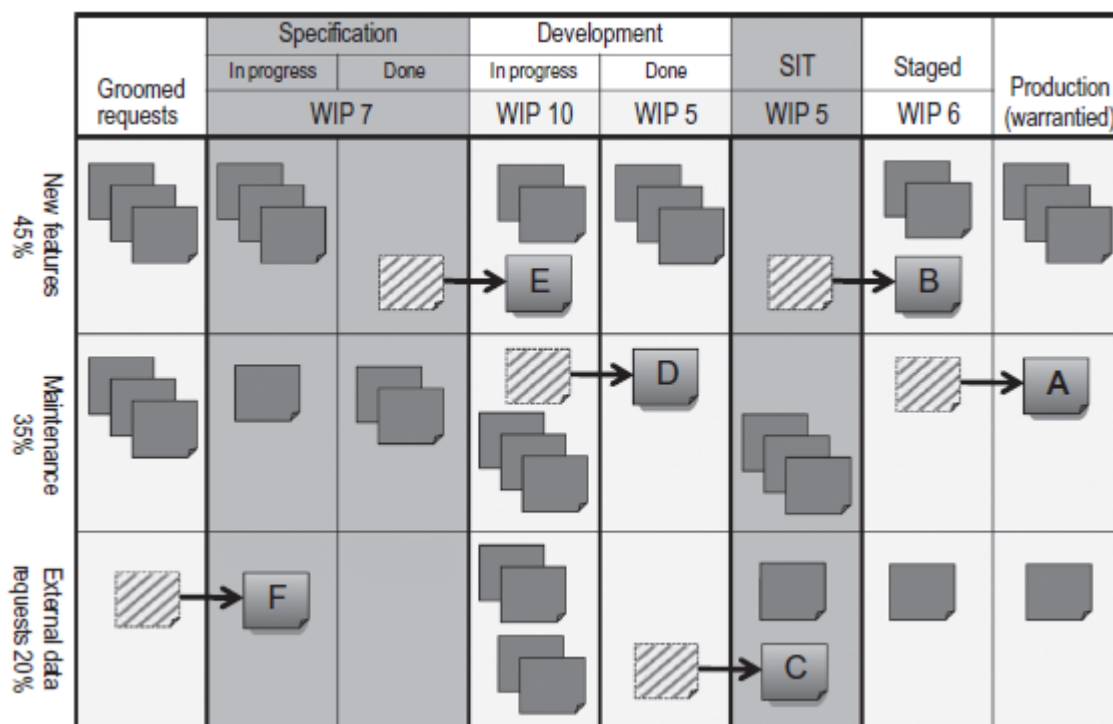 Specification
Development
In progress
Done
In progress
Done
SIT
Staged
Groomed
requests
Production
(warrantied)
WIP 7
WIP 10
WIP 5
WIP 5
WIP 6
New features
45%
E
B
Maintenance
35%
D
A
External data
requests 20%
F
C